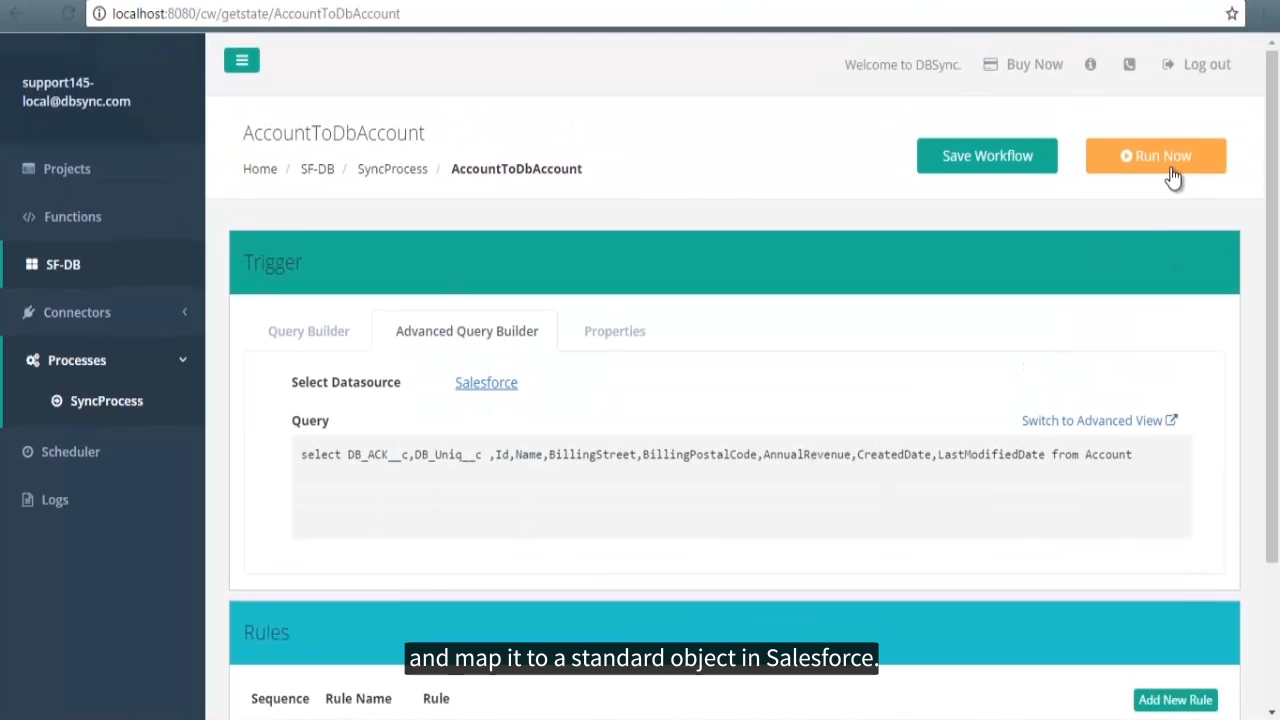 localhost:8080/cw/getstate/AccountToDbAccount
support145-
local@dbsync.com
Projects
Functions
SF-DB
Connectors
Processes
SyncProcess
Scheduler
Logs
Welcome to DBSync. Buy Now Log out
AccountToDbAccount
Home / SF-DB / SyncProcess / AccountToDbAccount
Save Workflow
Run Now
Trigger
Query Builder Advanced Query Builder Properties
Select Datasource Salesforce
Query Switch to Advanced View
select DB_ACK__c,DB_Uniq__c ,Id,Name,BillingStreet,BillingPostalCode,AnnualRevenue,CreatedDate,LastModifiedDate from Account
Rules
and map it to a standard object in Salesforce.
Sequence Rule Name Rule Add New Rule